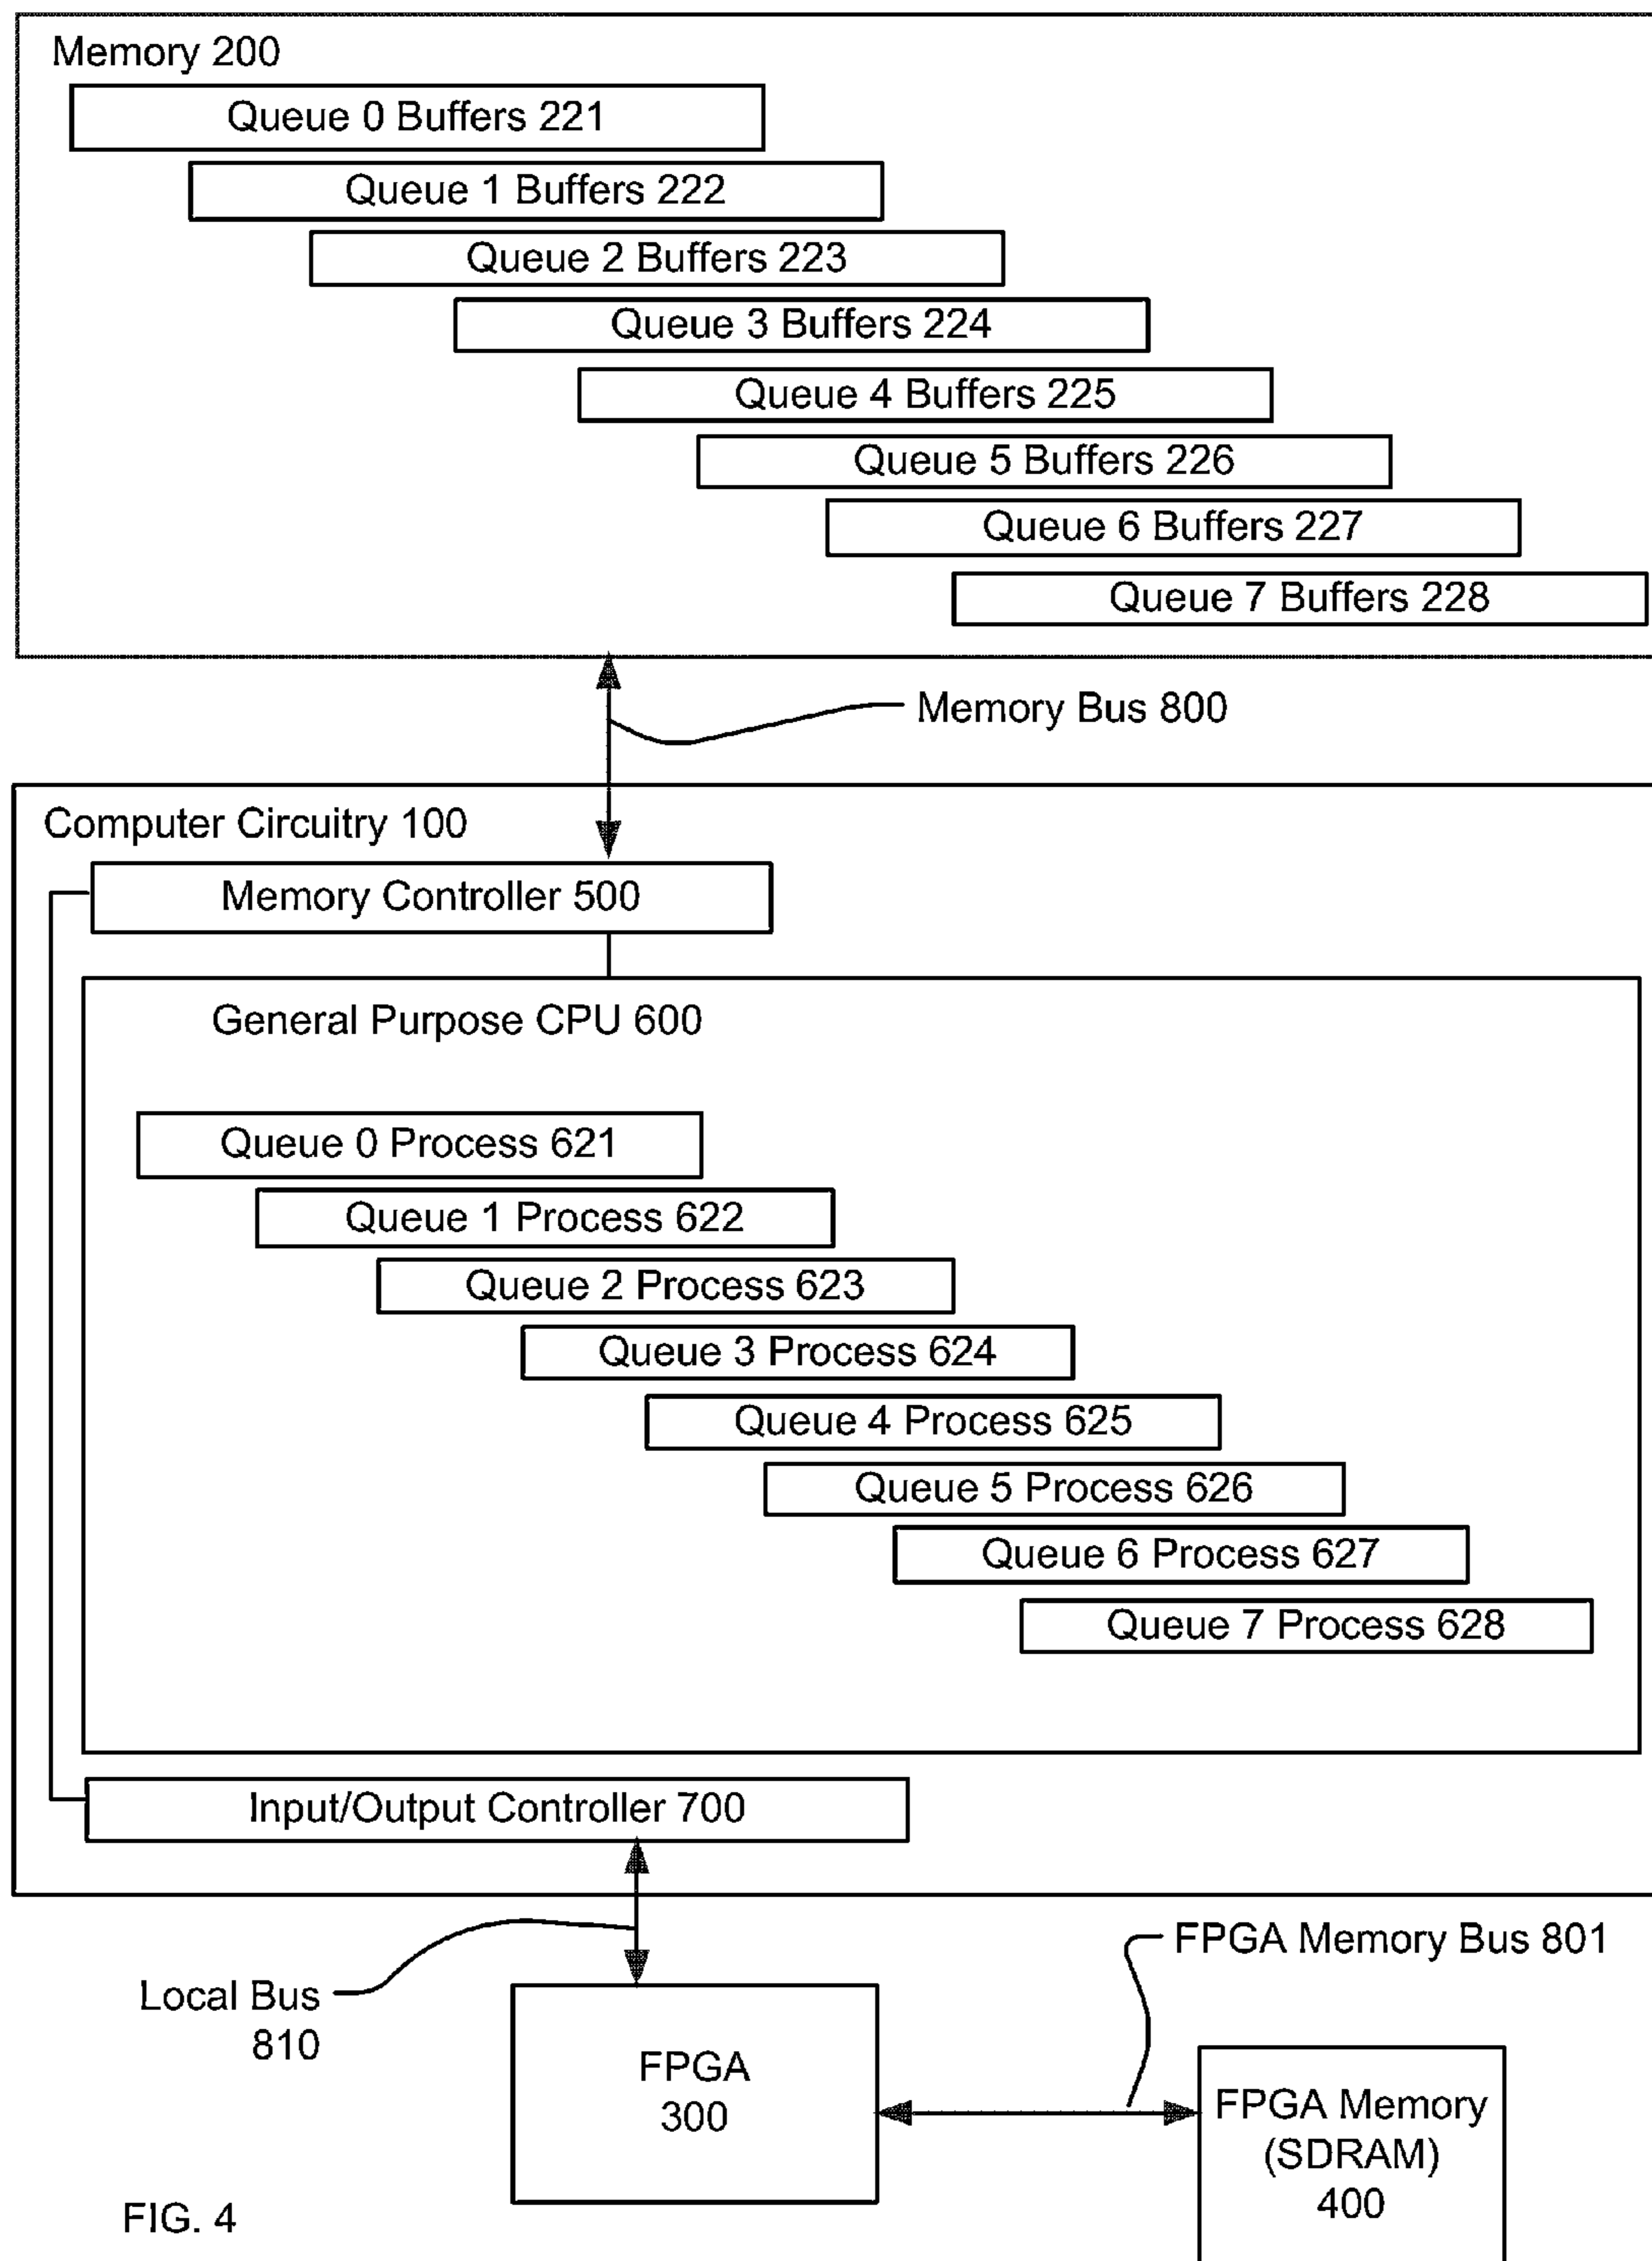 Memory 200
Queue 0 Buffers 221
Queue 1 Buffers 222
Queue 2 Buffers 223
Queue 3 Buffers 224
Queue 4 Buffers 225
Queue 5 Buffers 226
Queue 6 Buffers 227
Queue 7 Buffers 228
Memory Bus 800
Computer Circuitry 100
Memory Controller 500
General Purpose CPU 600
Queue 0 Process 621
Queue 1 Process 622
Queue 2 Process 623
Queue 3 Process 624
Queue 4 Process 625
Queue 5 Process 626
Queue 6 Process 627
Queue 7 Process 628
Input/Output Controller 700
FPGA Memory Bus 801
Local Bus
810
FPGA
300
FPGA Memory
(SDRAM)
400
FIG. 4